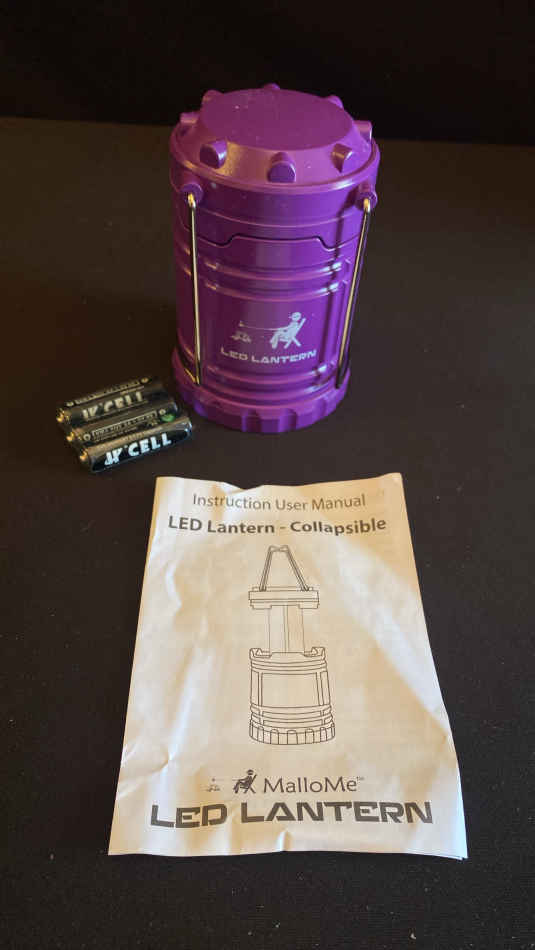 LED LANTERN
CELL
CELL
Instruction User Manual
LED Lantern - Collapsible
MalloMe™
LED LANTERN